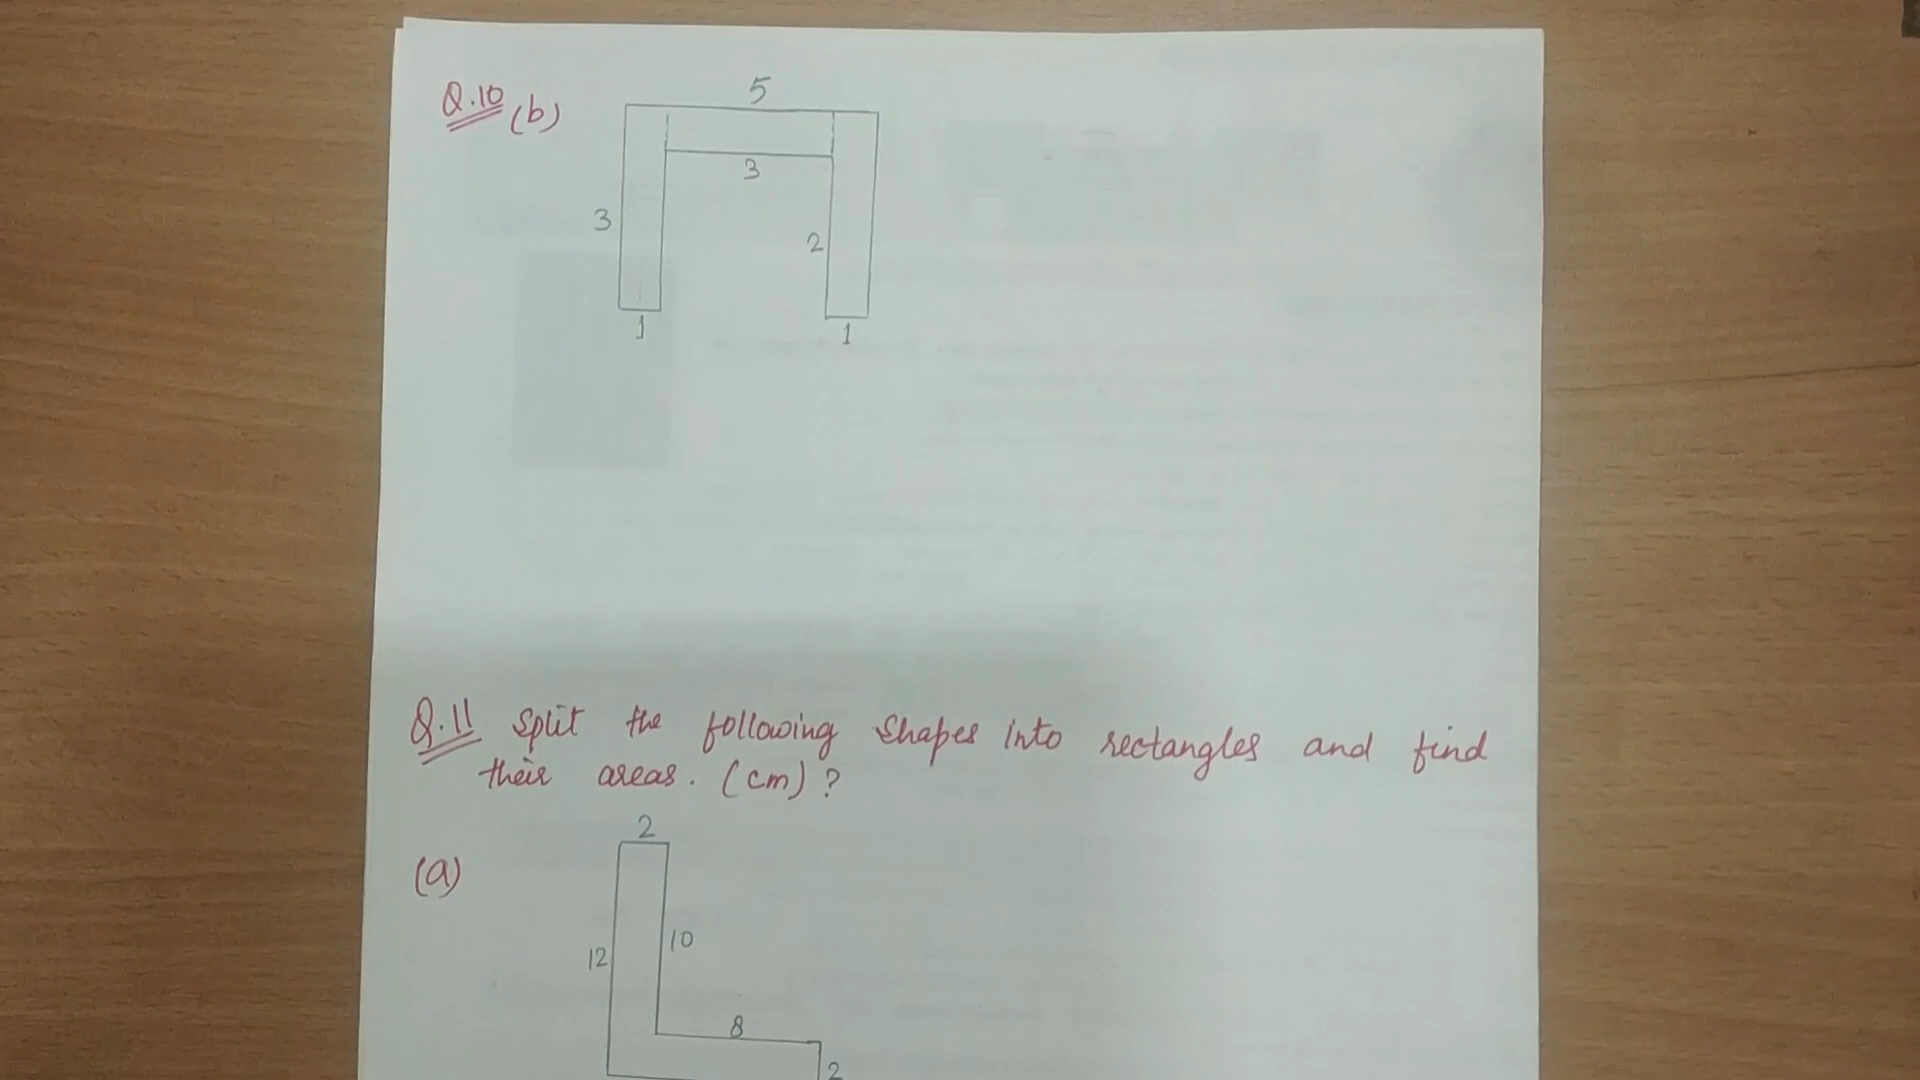 Q.10 (b)
5
3
3
2
1
1
Q.11 Split the following shapes into rectangles and find
their areas. (cm) ?
(a)
2
12
10
8
2